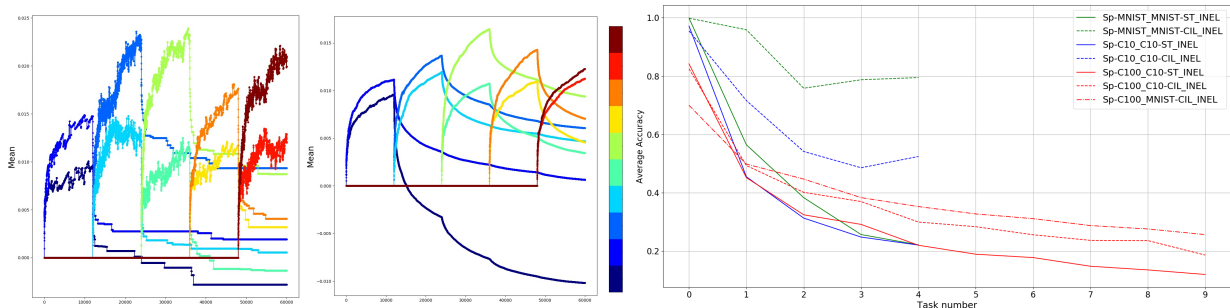 0.025
0.020
0.015
0.010
0.005
0.000
Mean
0 10000 20000 30000 40000 50000 60000
0.015
0.010
0.005
0.000
−0.005
−0.010
Mean
0 10000 20000 30000 40000 50000 60000
1.0
0.8
0.6
0.4
0.2
Average Accuracy
Sp-MNIST_MNIST-ST_INEL
Sp-MNIST_MNIST-CIL_INEL
Sp-C10_C10-ST_INEL
Sp-C10_C10-CIL_INEL
Sp-C100_C10-ST_INEL
Sp-C100_C10-CIL_INEL
Sp-C100_MNIST-CIL_INEL
0 1 2 3 4 5 6 7 8 9
Task number